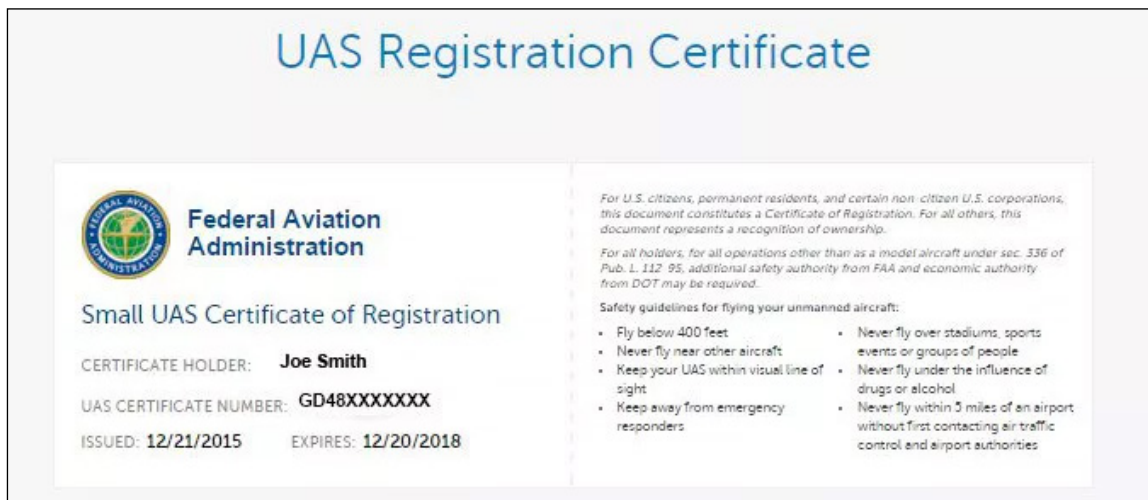 UAS Registration Certificate
FEDERAL AVIATION
ADMINISTRATION
Federal Aviation
Administration
Small UAS Certificate of Registration
CERTIFICATE HOLDER: Joe Smith
UAS CERTIFICATE NUMBER: GD48XXXXXXX
ISSUED: 12/21/2015 EXPIRES: 12/20/2018
For U.S. citizens, permanent residents, and certain non-citizen U.S. corporations,
this document constitutes a Certificate of Registration. For all others, this
document represents a recognition of ownership.
For all holders, for all operations other than as a model aircraft under sec. 336 of
Pub. L. 112-95, additional safety authority from FAA and economic authority
from DOT may be required.
Safety guidelines for flying your unmanned aircraft:
• Fly below 400 feet
• Never fly near other aircraft
• Keep your UAS within visual line of
sight
• Keep away from emergency
responders
• Never fly over stadiums, sports
events or groups of people
• Never fly under the influence of
drugs or alcohol
• Never fly within 5 miles of an airport
without first contacting air traffic
control and airport authorities